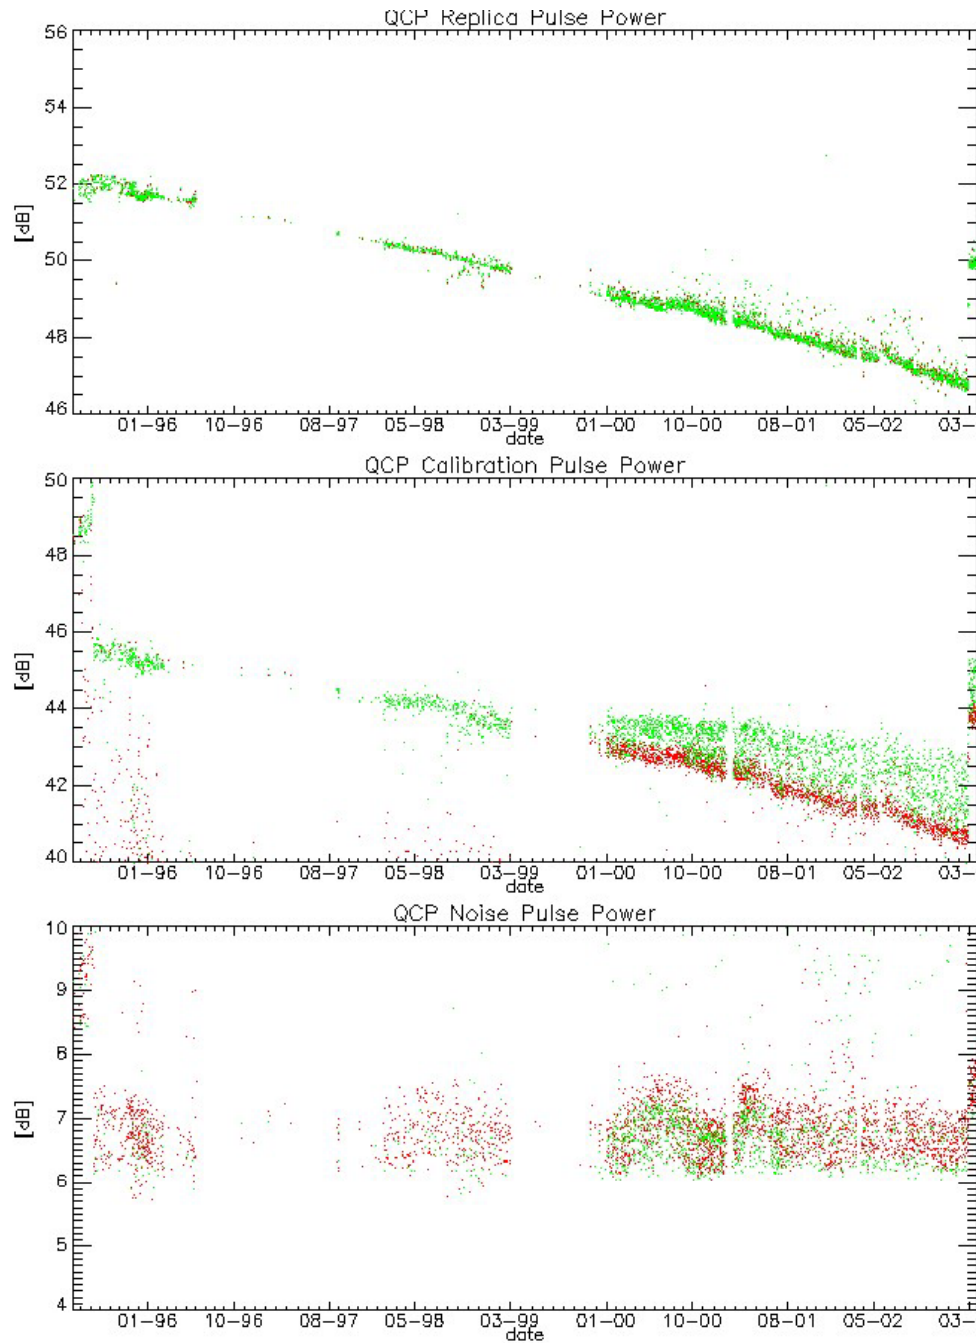 QCP Replica Pulse Power
56
54
52
50
48
46
[dB]
01-96 10-96 08-97 05-98 03-99 01-00 10-00 08-01 05-02 03-
date
QCP Calibration Pulse Power
50
48
46
44
42
40
[dB]
01-96 10-96 08-97 05-98 03-99 01-00 10-00 08-01 05-02 03-
date
QCP Noise Pulse Power
10
9
8
7
6
5
4
[dB]
01-96 10-96 08-97 05-98 03-99 01-00 10-00 08-01 05-02 03-
date